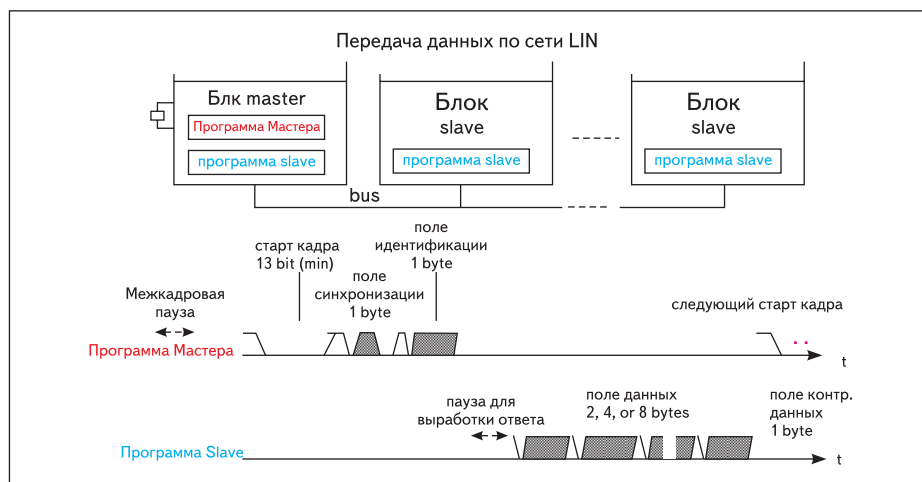 Передача данных по сети LIN
Блк master
Программа Мастера
программа slave
Блок
slave
программа slave
Блок
slave
программа slave
bus
старт кадра
13 bit (min)
поле
идентификации
1 byte
поле
синхронизации
1 byte
Межкадровая
пауза
следующий старт кадра
Программа Мастера
t
пауза для
выработки ответа
поле данных
2, 4, or 8 bytes
поле контр.
данных
1 byte
Программа Slave
t